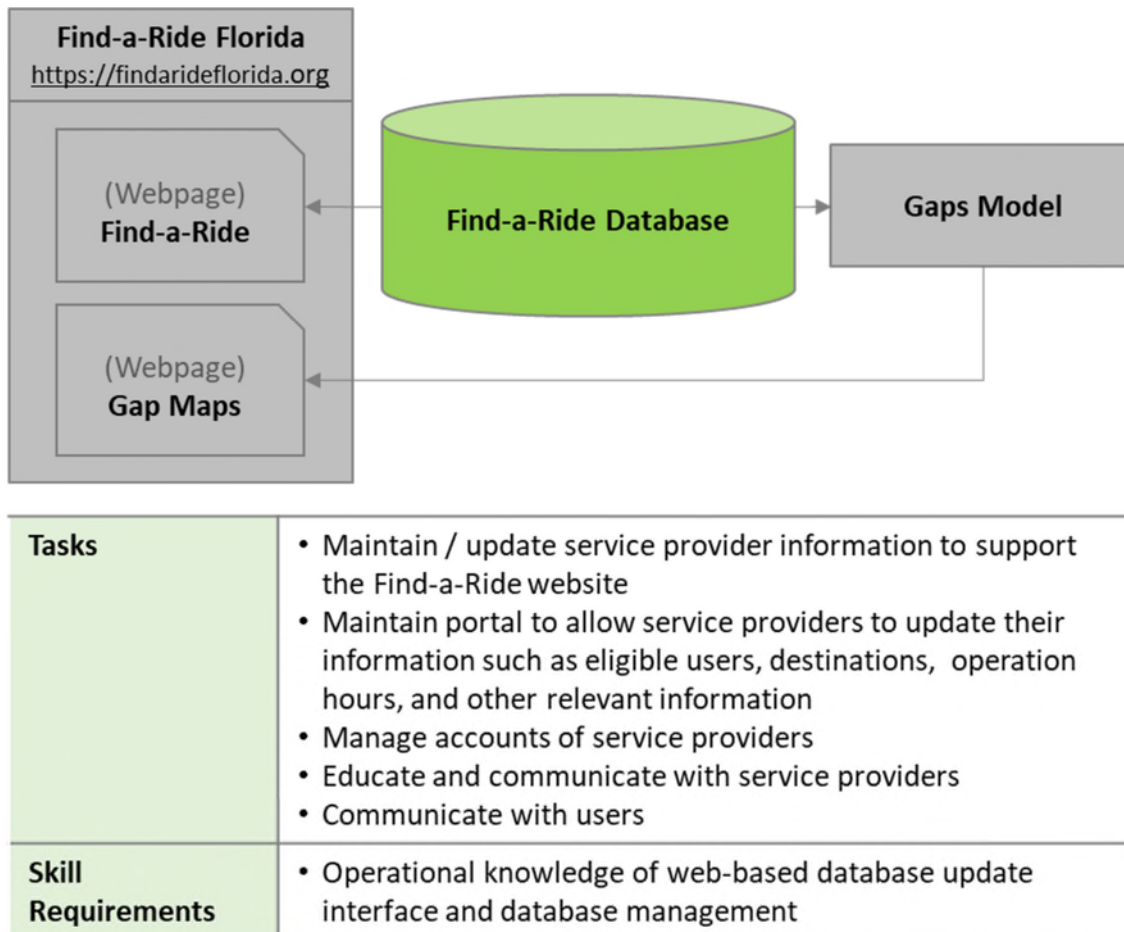 Find-a-Ride Florida
https://findarideflorida.org
(Webpage)
Find-a-Ride
Find-a-Ride Database
Gaps Model
(Webpage)
Gap Maps
Tasks
• Maintain / update service provider information to support
the Find-a-Ride website
• Maintain portal to allow service providers to update their
information such as eligible users, destinations, operation
hours, and other relevant information
• Manage accounts of service providers
• Educate and communicate with service providers
• Communicate with users
Skill
Requirements
• Operational knowledge of web-based database update
interface and database management